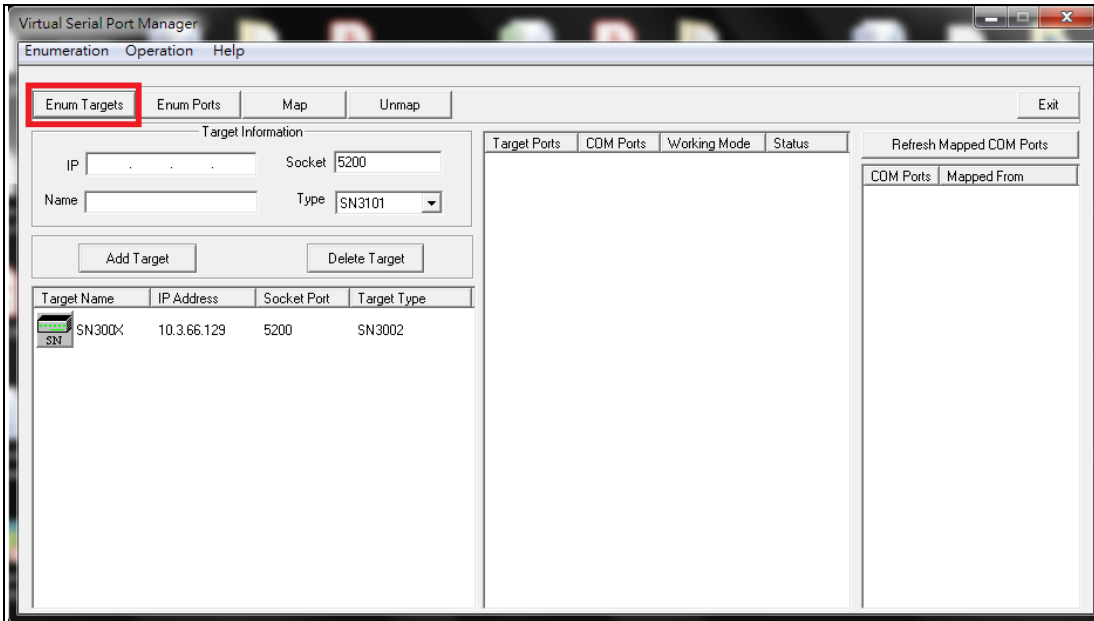 Virtual Serial Port Manager
Enumeration Operation Help
Enum Targets Enum Ports Map Unmap Exit
Target Information
IP . . . Socket 5200
Name Type SN3101
Add Target Delete Target
Target Name IP Address Socket Port Target Type
SN SN300X 10.3.66.129 5200 SN3002
Target Ports COM Ports Working Mode Status
Refresh Mapped COM Ports
COM Ports Mapped From